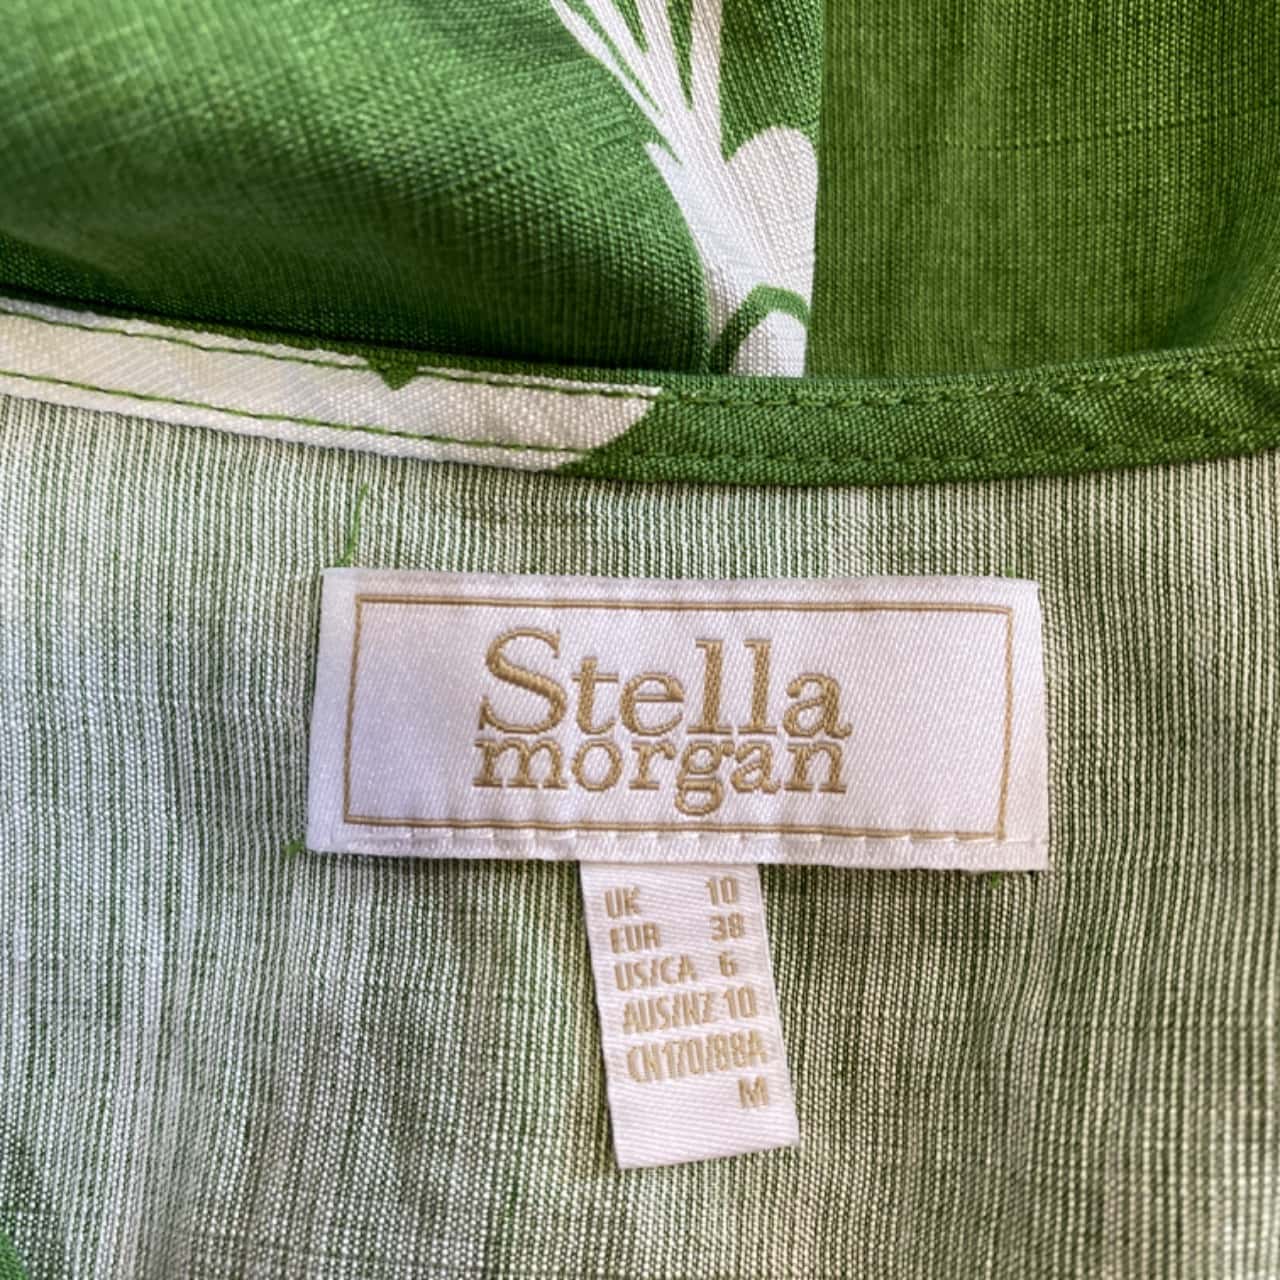 Stella
morgan
UK 10
EUR 38
US/CA 6
AUS/NZ 10
CN170/88A
M